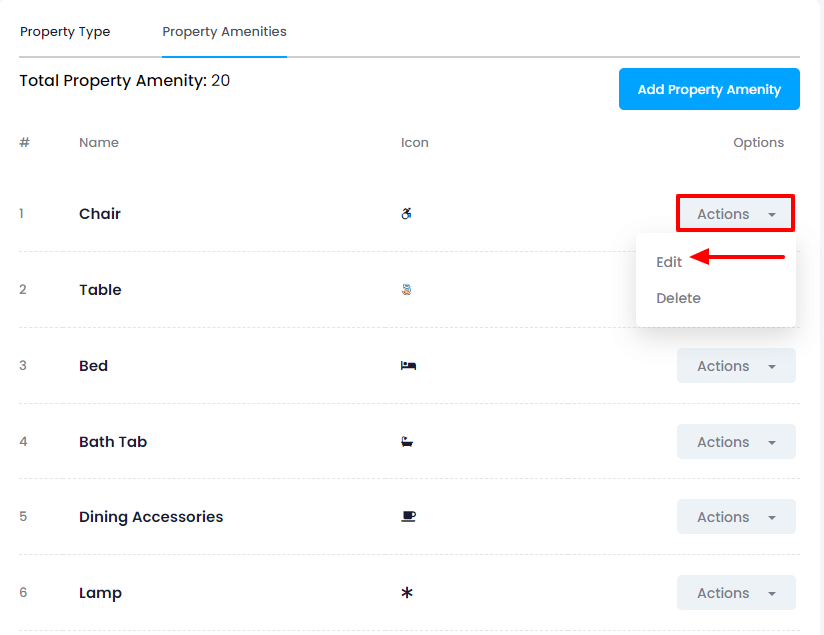 Property Type Property Amenities
Total Property Amenity: 20
Add Property Amenity
# Name Icon Options
1 Chair Actions
Edit
2 Table
Delete
3 Bed Actions
4 Bath Tab Actions
5 Dining Accessories Actions
6 Lamp Actions